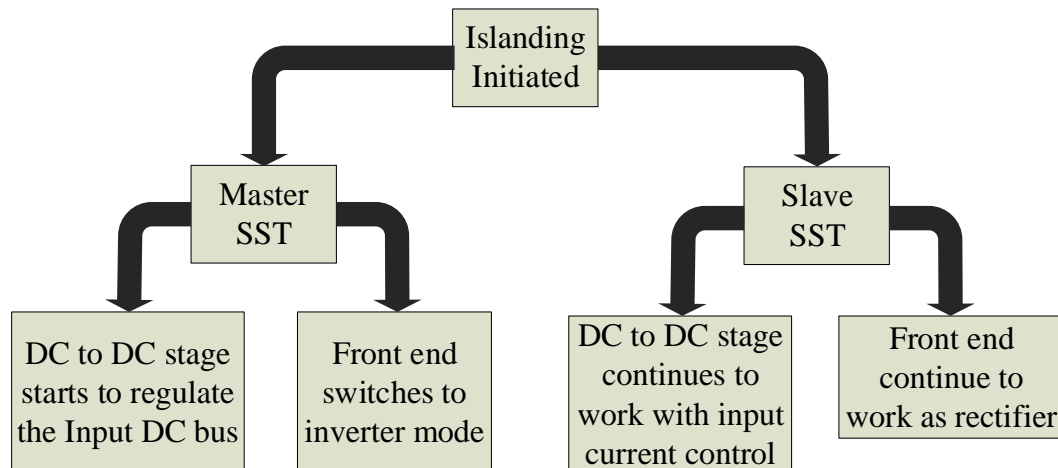 Islanding
Initiated
Master
SST
Slave
SST
DC to DC stage
starts to regulate
the Input DC bus
Front end
switches to
inverter mode
DC to DC stage
continues to
work with input
current control
Front end
continue to
work as rectifier